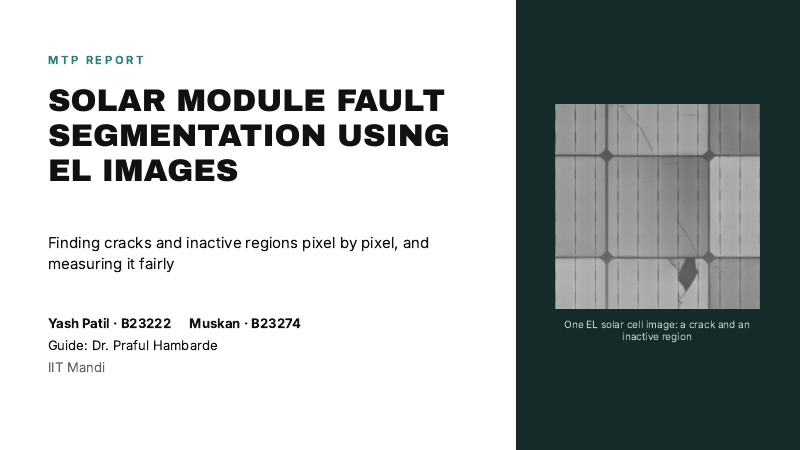 MTP REPORT
SOLAR MODULE FAULT
SEGMENTATION USING
EL IMAGES
Finding cracks and inactive regions pixel by pixel, and
measuring it fairly
Yash Patil · B23222 Muskan · B23274
Guide: Dr. Praful Hambarde
IIT Mandi
One EL solar cell image: a crack and an
inactive region